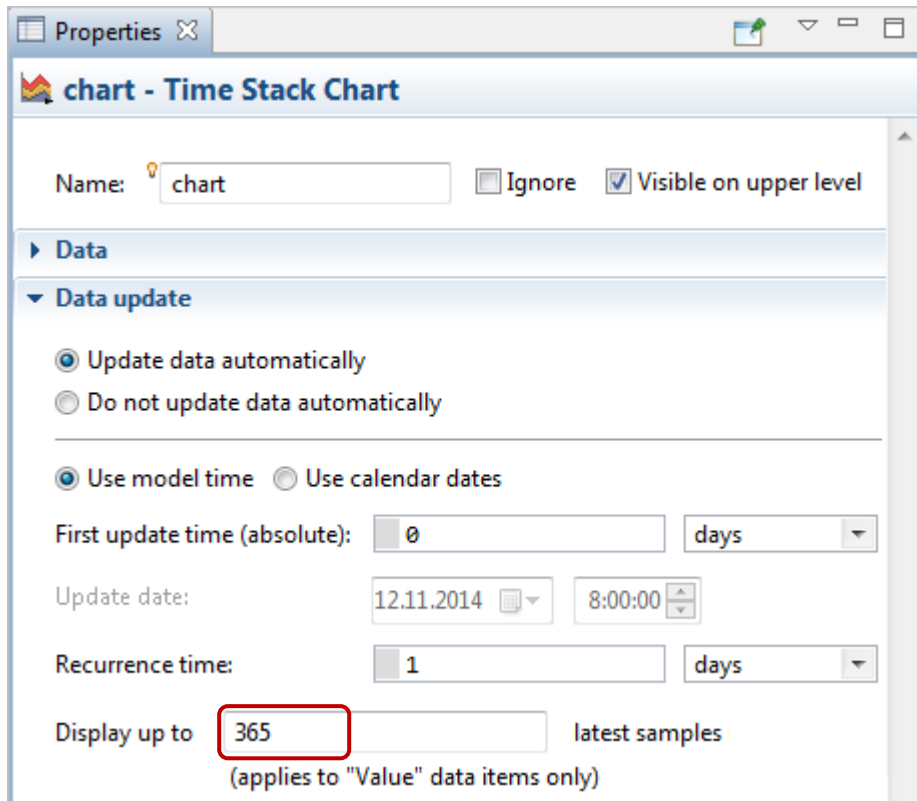 Properties
chart - Time Stack Chart
Name: chart Ignore Visible on upper level
Data
Data update
Update data automatically
Do not update data automatically
Use model time Use calendar dates
First update time (absolute): 0 days
Update date: 12.11.2014 8:00:00
Recurrence time: 1 days
Display up to 365 latest samples
(applies to "Value" data items only)